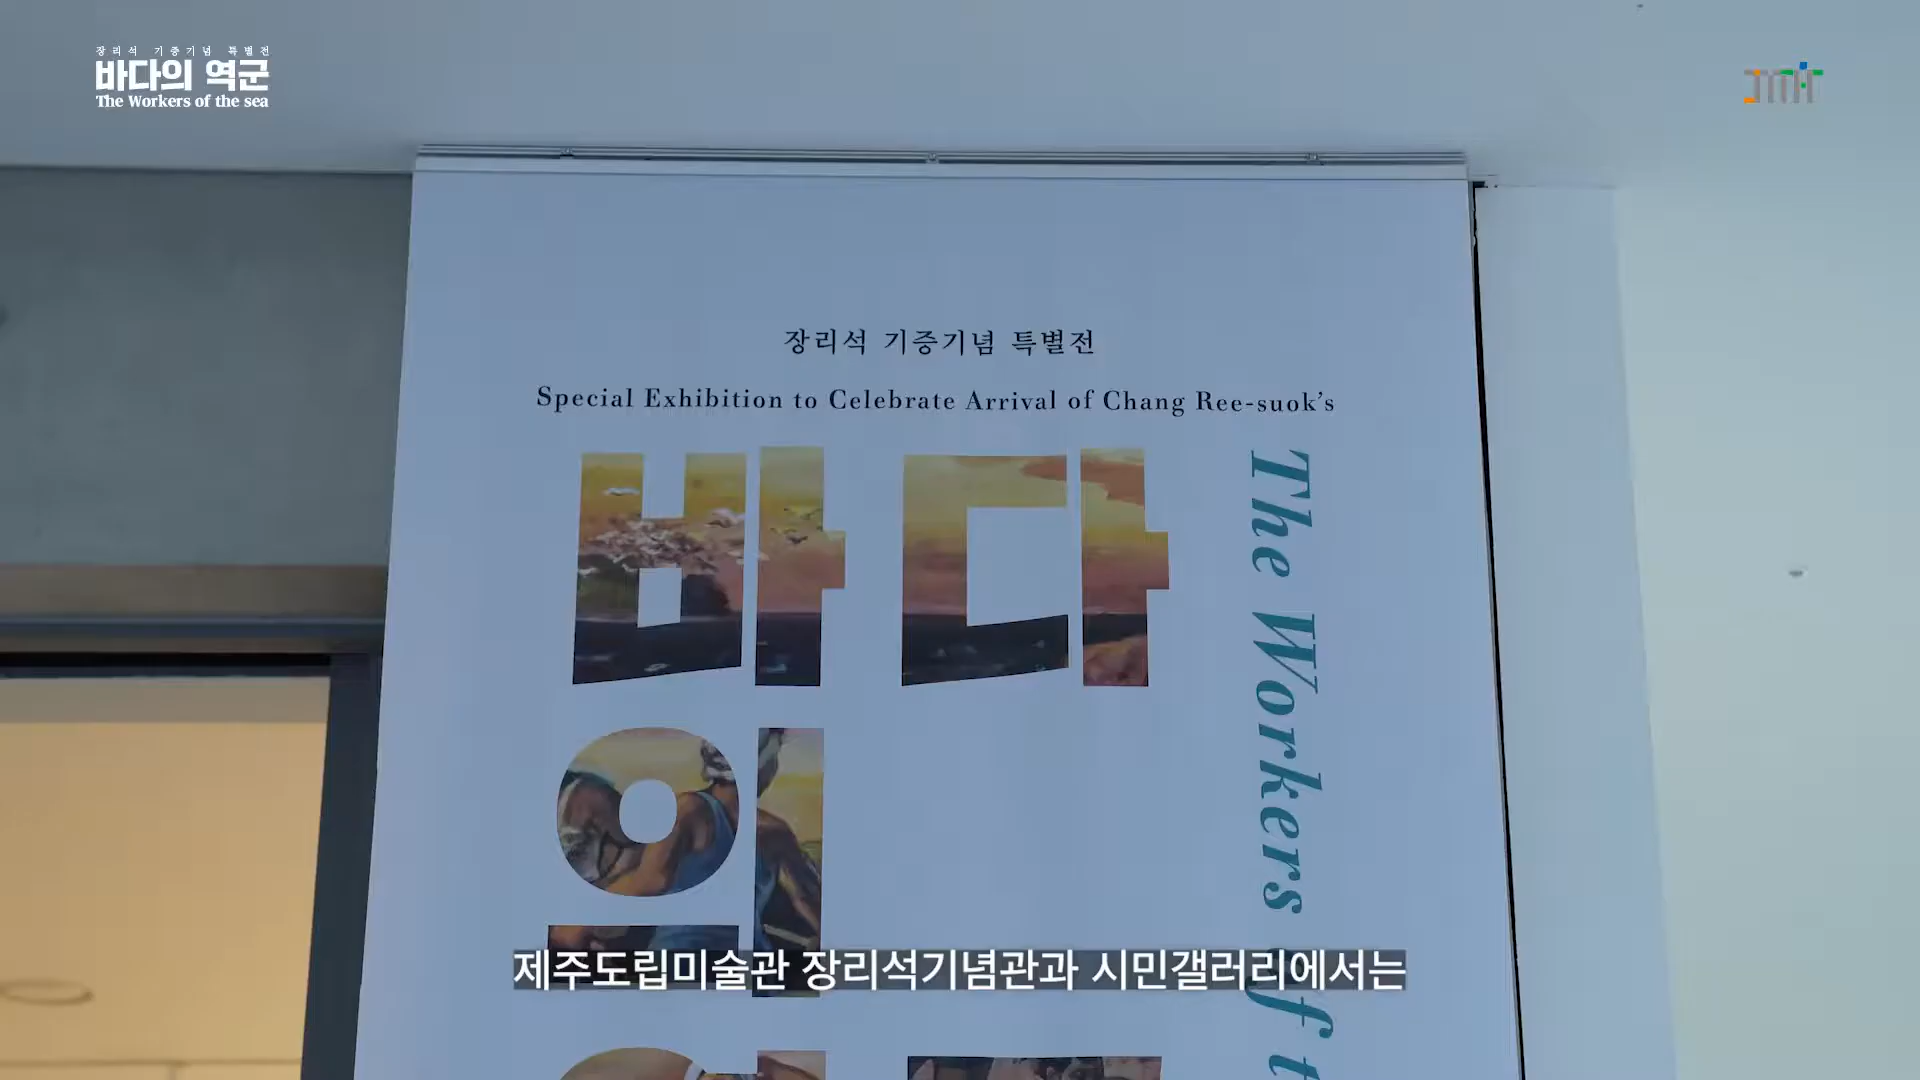 장리석 기증기념 특별전
바다의 역군
The Workers of the sea
jmt
장리석 기증기념 특별전
Special Exhibition to Celebrate Arrival of Chang Ree-suok's
바다
의
The Workers of t
제주도립미술관 장리석기념관과 시민갤러리에서는